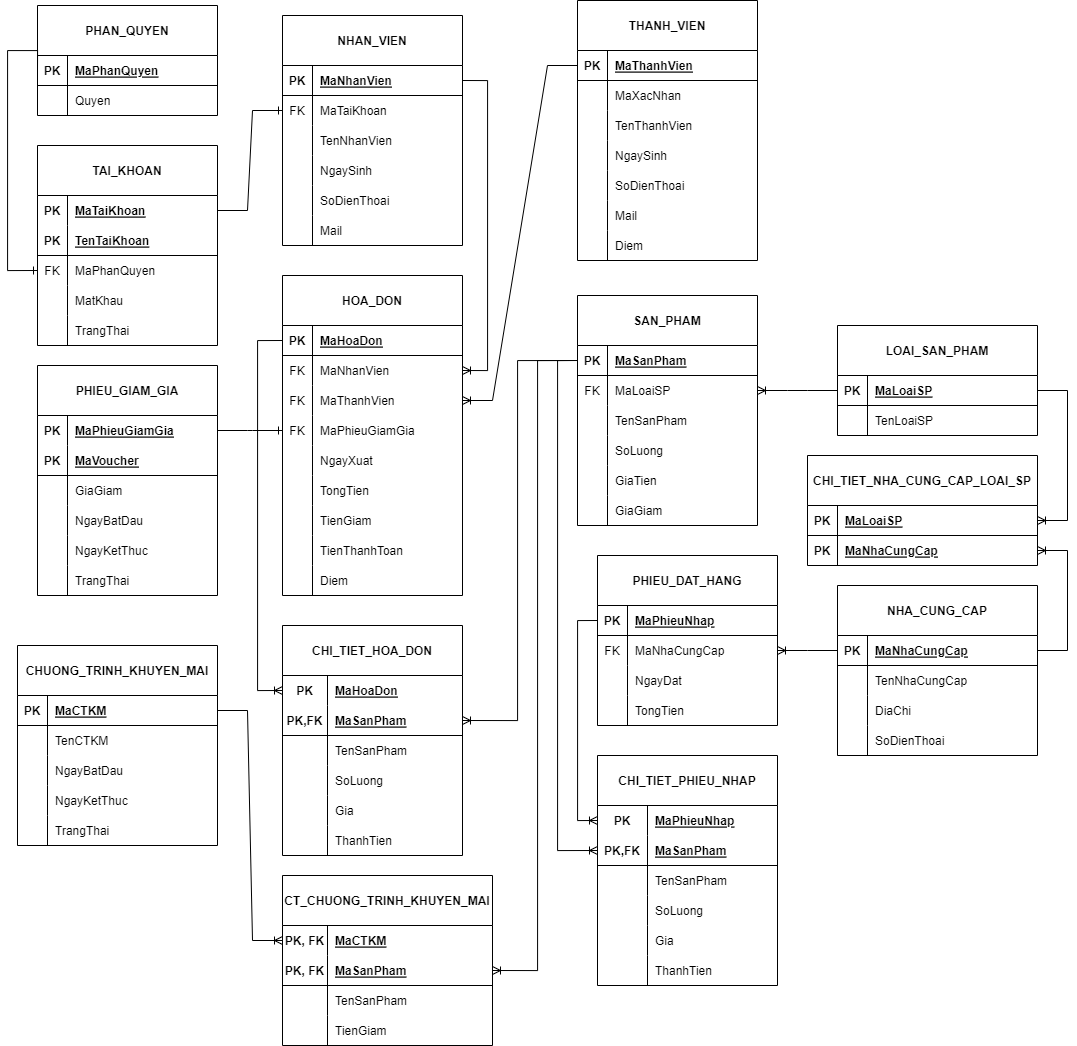 PHAN_QUYEN
PK MaPhanQuyen
Quyen
TAI_KHOAN
PK MaTaiKhoan
PK TenTaiKhoan
FK MaPhanQuyen
MatKhau
TrangThai
PHIEU_GIAM_GIA
PK MaPhieuGiamGia
PK MaVoucher
GiaGiam
NgayBatDau
NgayKetThuc
TrangThai
CHUONG_TRINH_KHUYEN_MAI
PK MaCTKM
TenCTKM
NgayBatDau
NgayKetThuc
TrangThai
NHAN_VIEN
PK MaNhanVien
FK MaTaiKhoan
TenNhanVien
NgaySinh
SoDienThoai
Mail
HOA_DON
PK MaHoaDon
FK MaNhanVien
FK MaThanhVien
FK MaPhieuGiamGia
NgayXuat
TongTien
TienGiam
TienThanhToan
Diem
CHI_TIET_HOA_DON
PK MaHoaDon
PK,FK MaSanPham
TenSanPham
SoLuong
Gia
ThanhTien
CT_CHUONG_TRINH_KHUYEN_MAI
PK, FK MaCTKM
PK, FK MaSanPham
TenSanPham
TienGiam
THANH_VIEN
PK MaThanhVien
MaXacNhan
TenThanhVien
NgaySinh
SoDienThoai
Mail
Diem
SAN_PHAM
PK MaSanPham
FK MaLoaiSP
TenSanPham
SoLuong
GiaTien
GiaGiam
PHIEU_DAT_HANG
PK MaPhieuNhap
FK MaNhaCungCap
NgayDat
TongTien
CHI_TIET_PHIEU_NHAP
PK MaPhieuNhap
PK,FK MaSanPham
TenSanPham
SoLuong
Gia
ThanhTien
LOAI_SAN_PHAM
PK MaLoaiSP
TenLoaiSP
CHI_TIET_NHA_CUNG_CAP_LOAI_SP
PK MaLoaiSP
PK MaNhaCungCap
NHA_CUNG_CAP
PK MaNhaCungCap
TenNhaCungCap
DiaChi
SoDienThoai